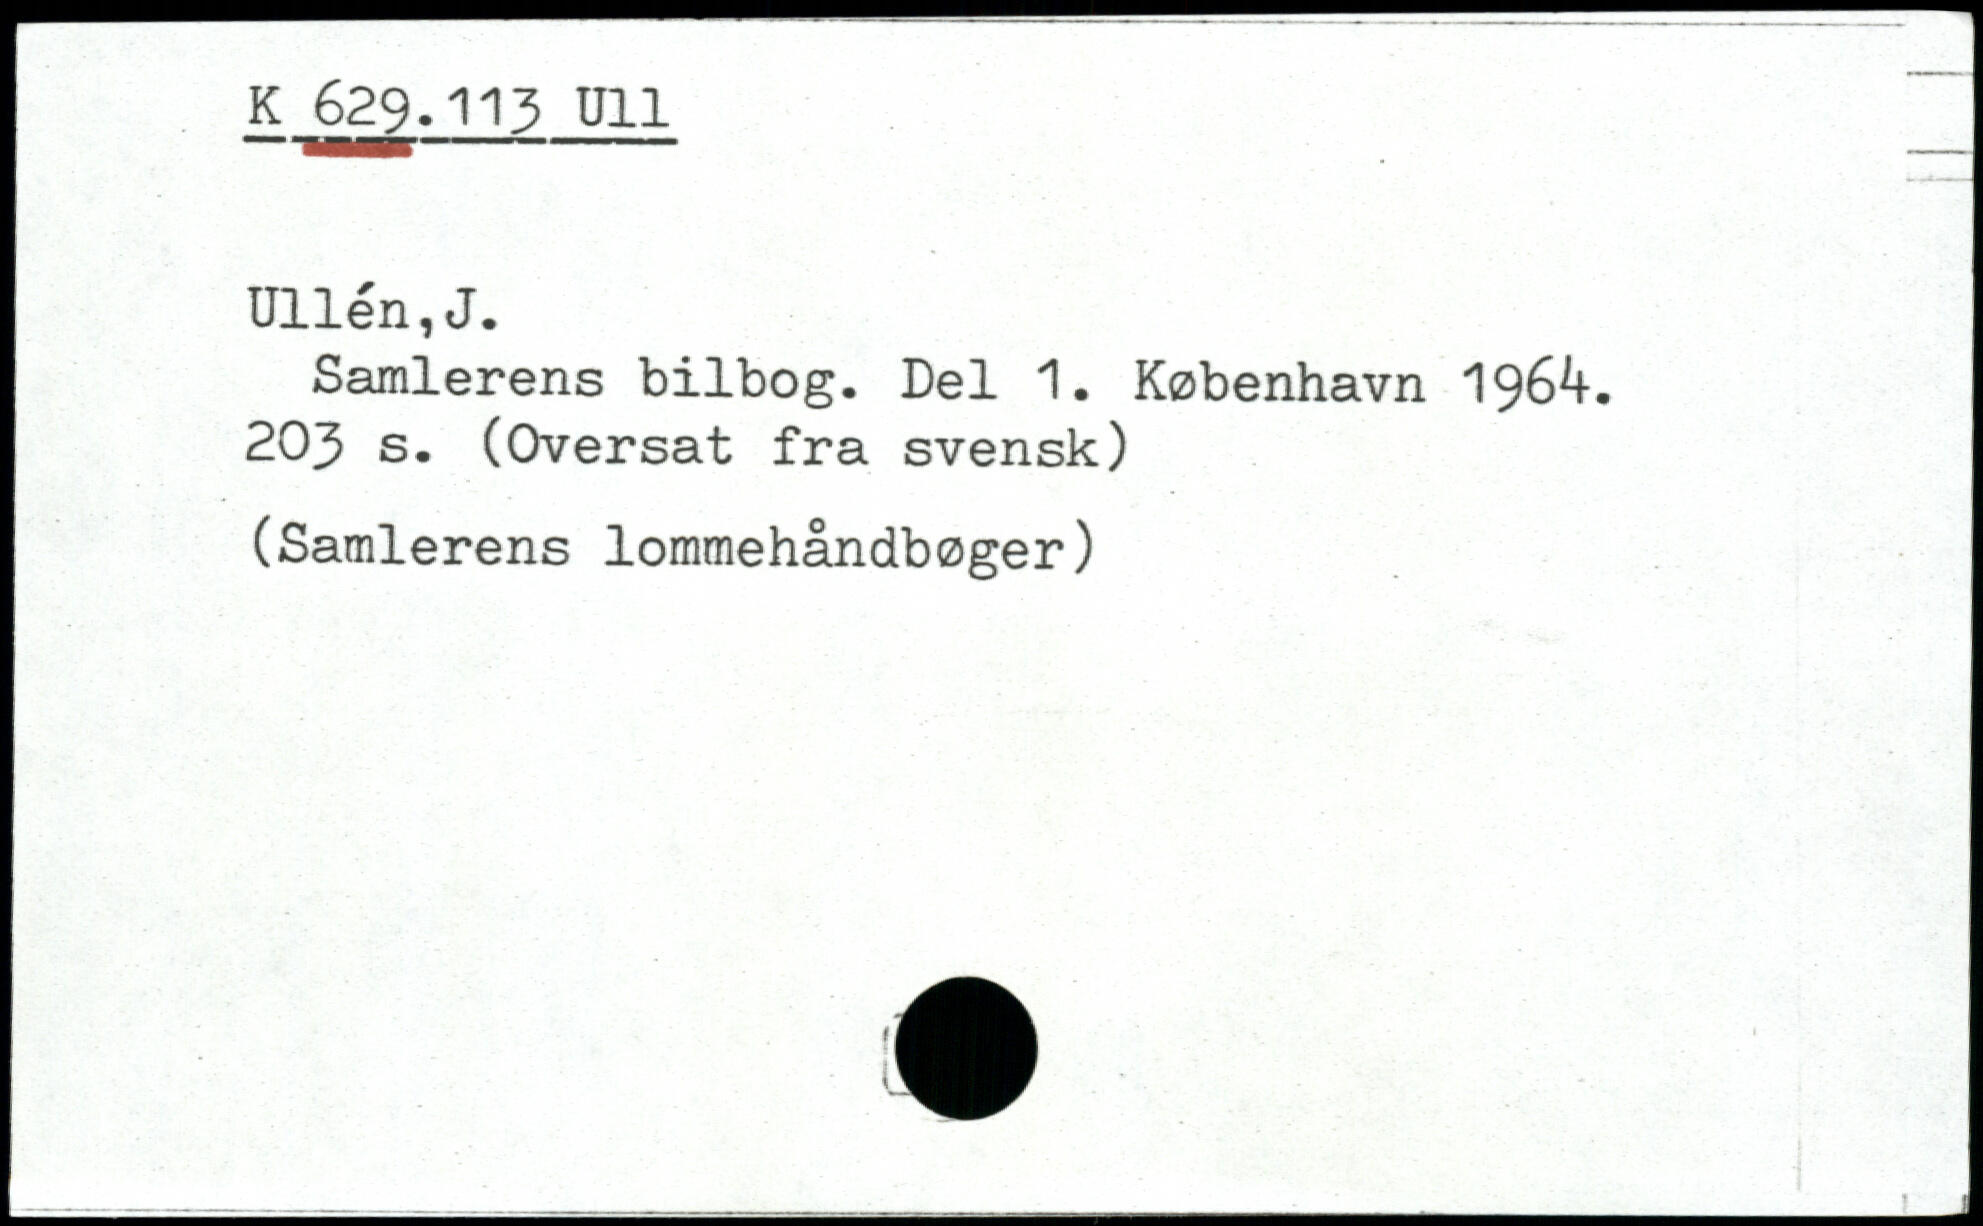 K 629.113 Ull
Ullén,J.
Samlerens bilbog. Del 1. København 1964.
203 s. (Oversat fra svensk)
(Samlerens lommehåndbøger)